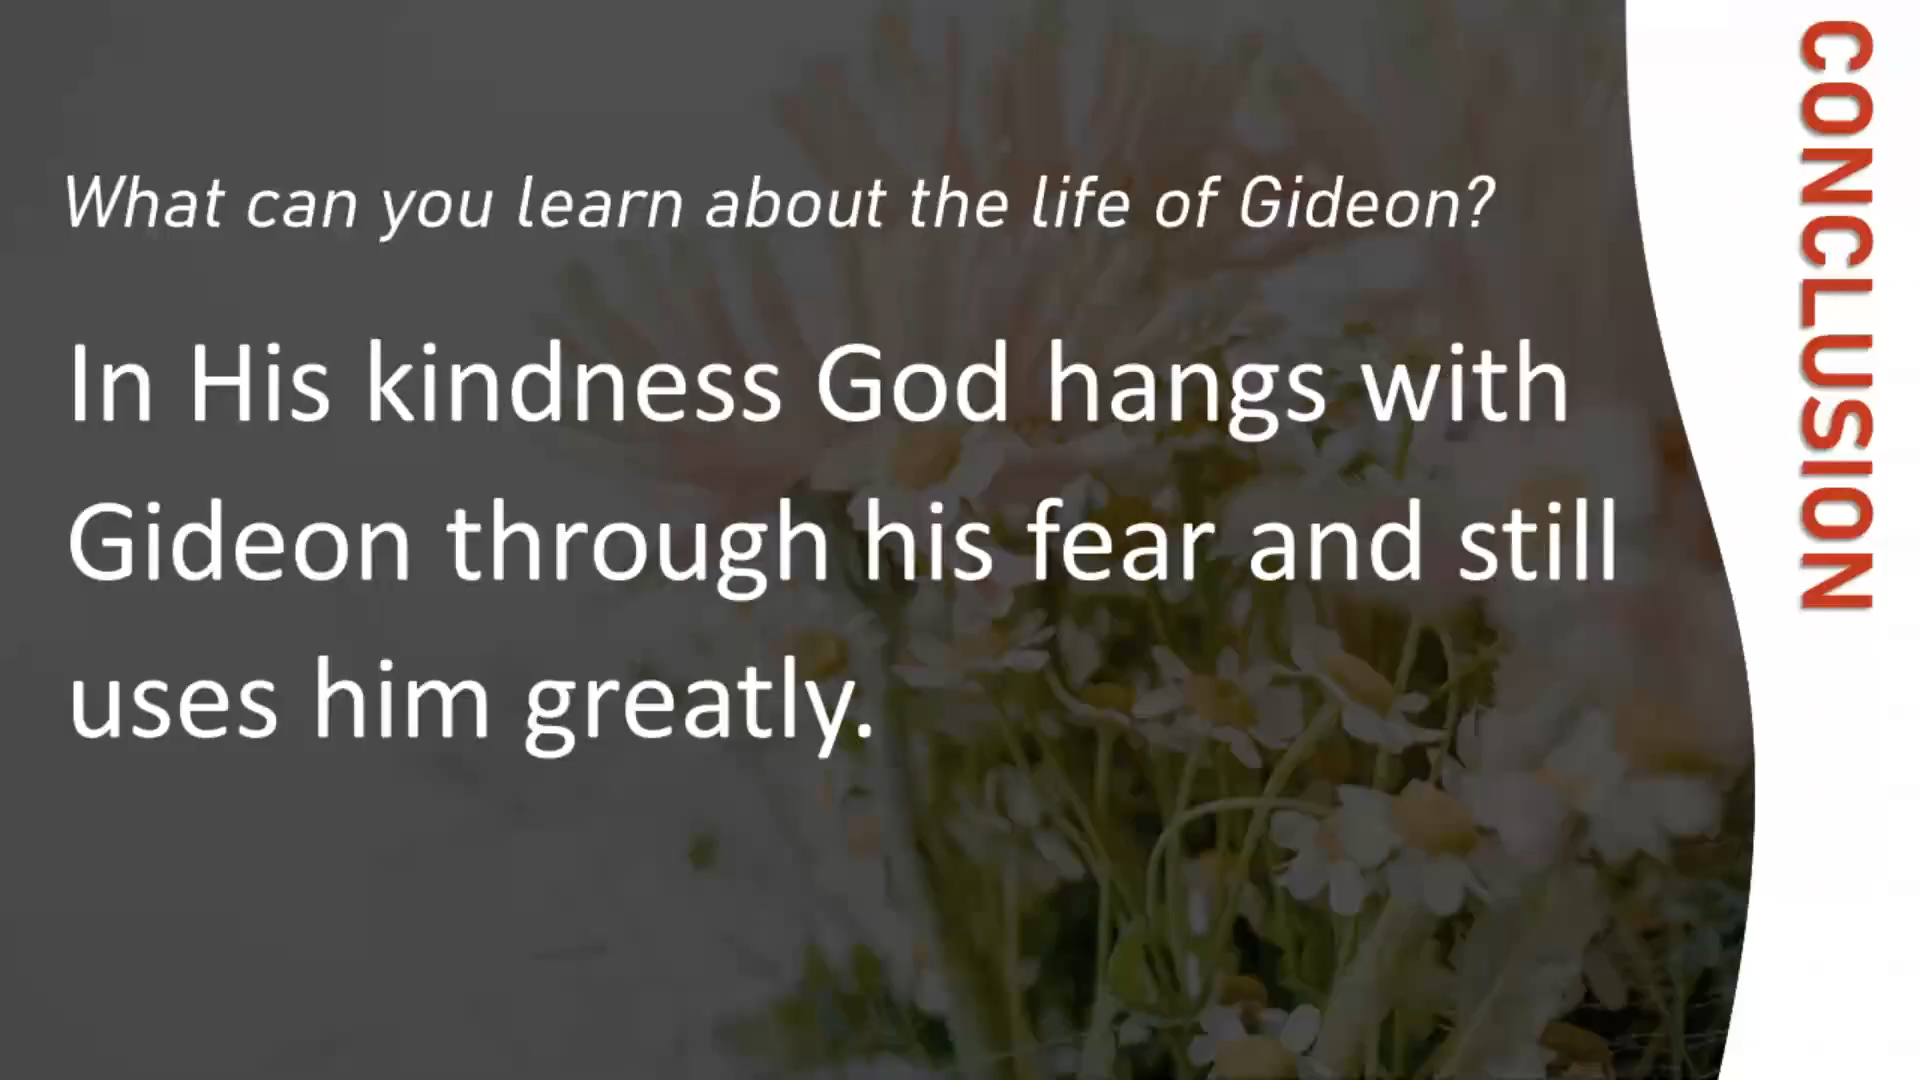 What can you learn about the life of Gideon?
In His kindness God hangs with
Gideon through his fear and still
uses him greatly.
CONCLUSION